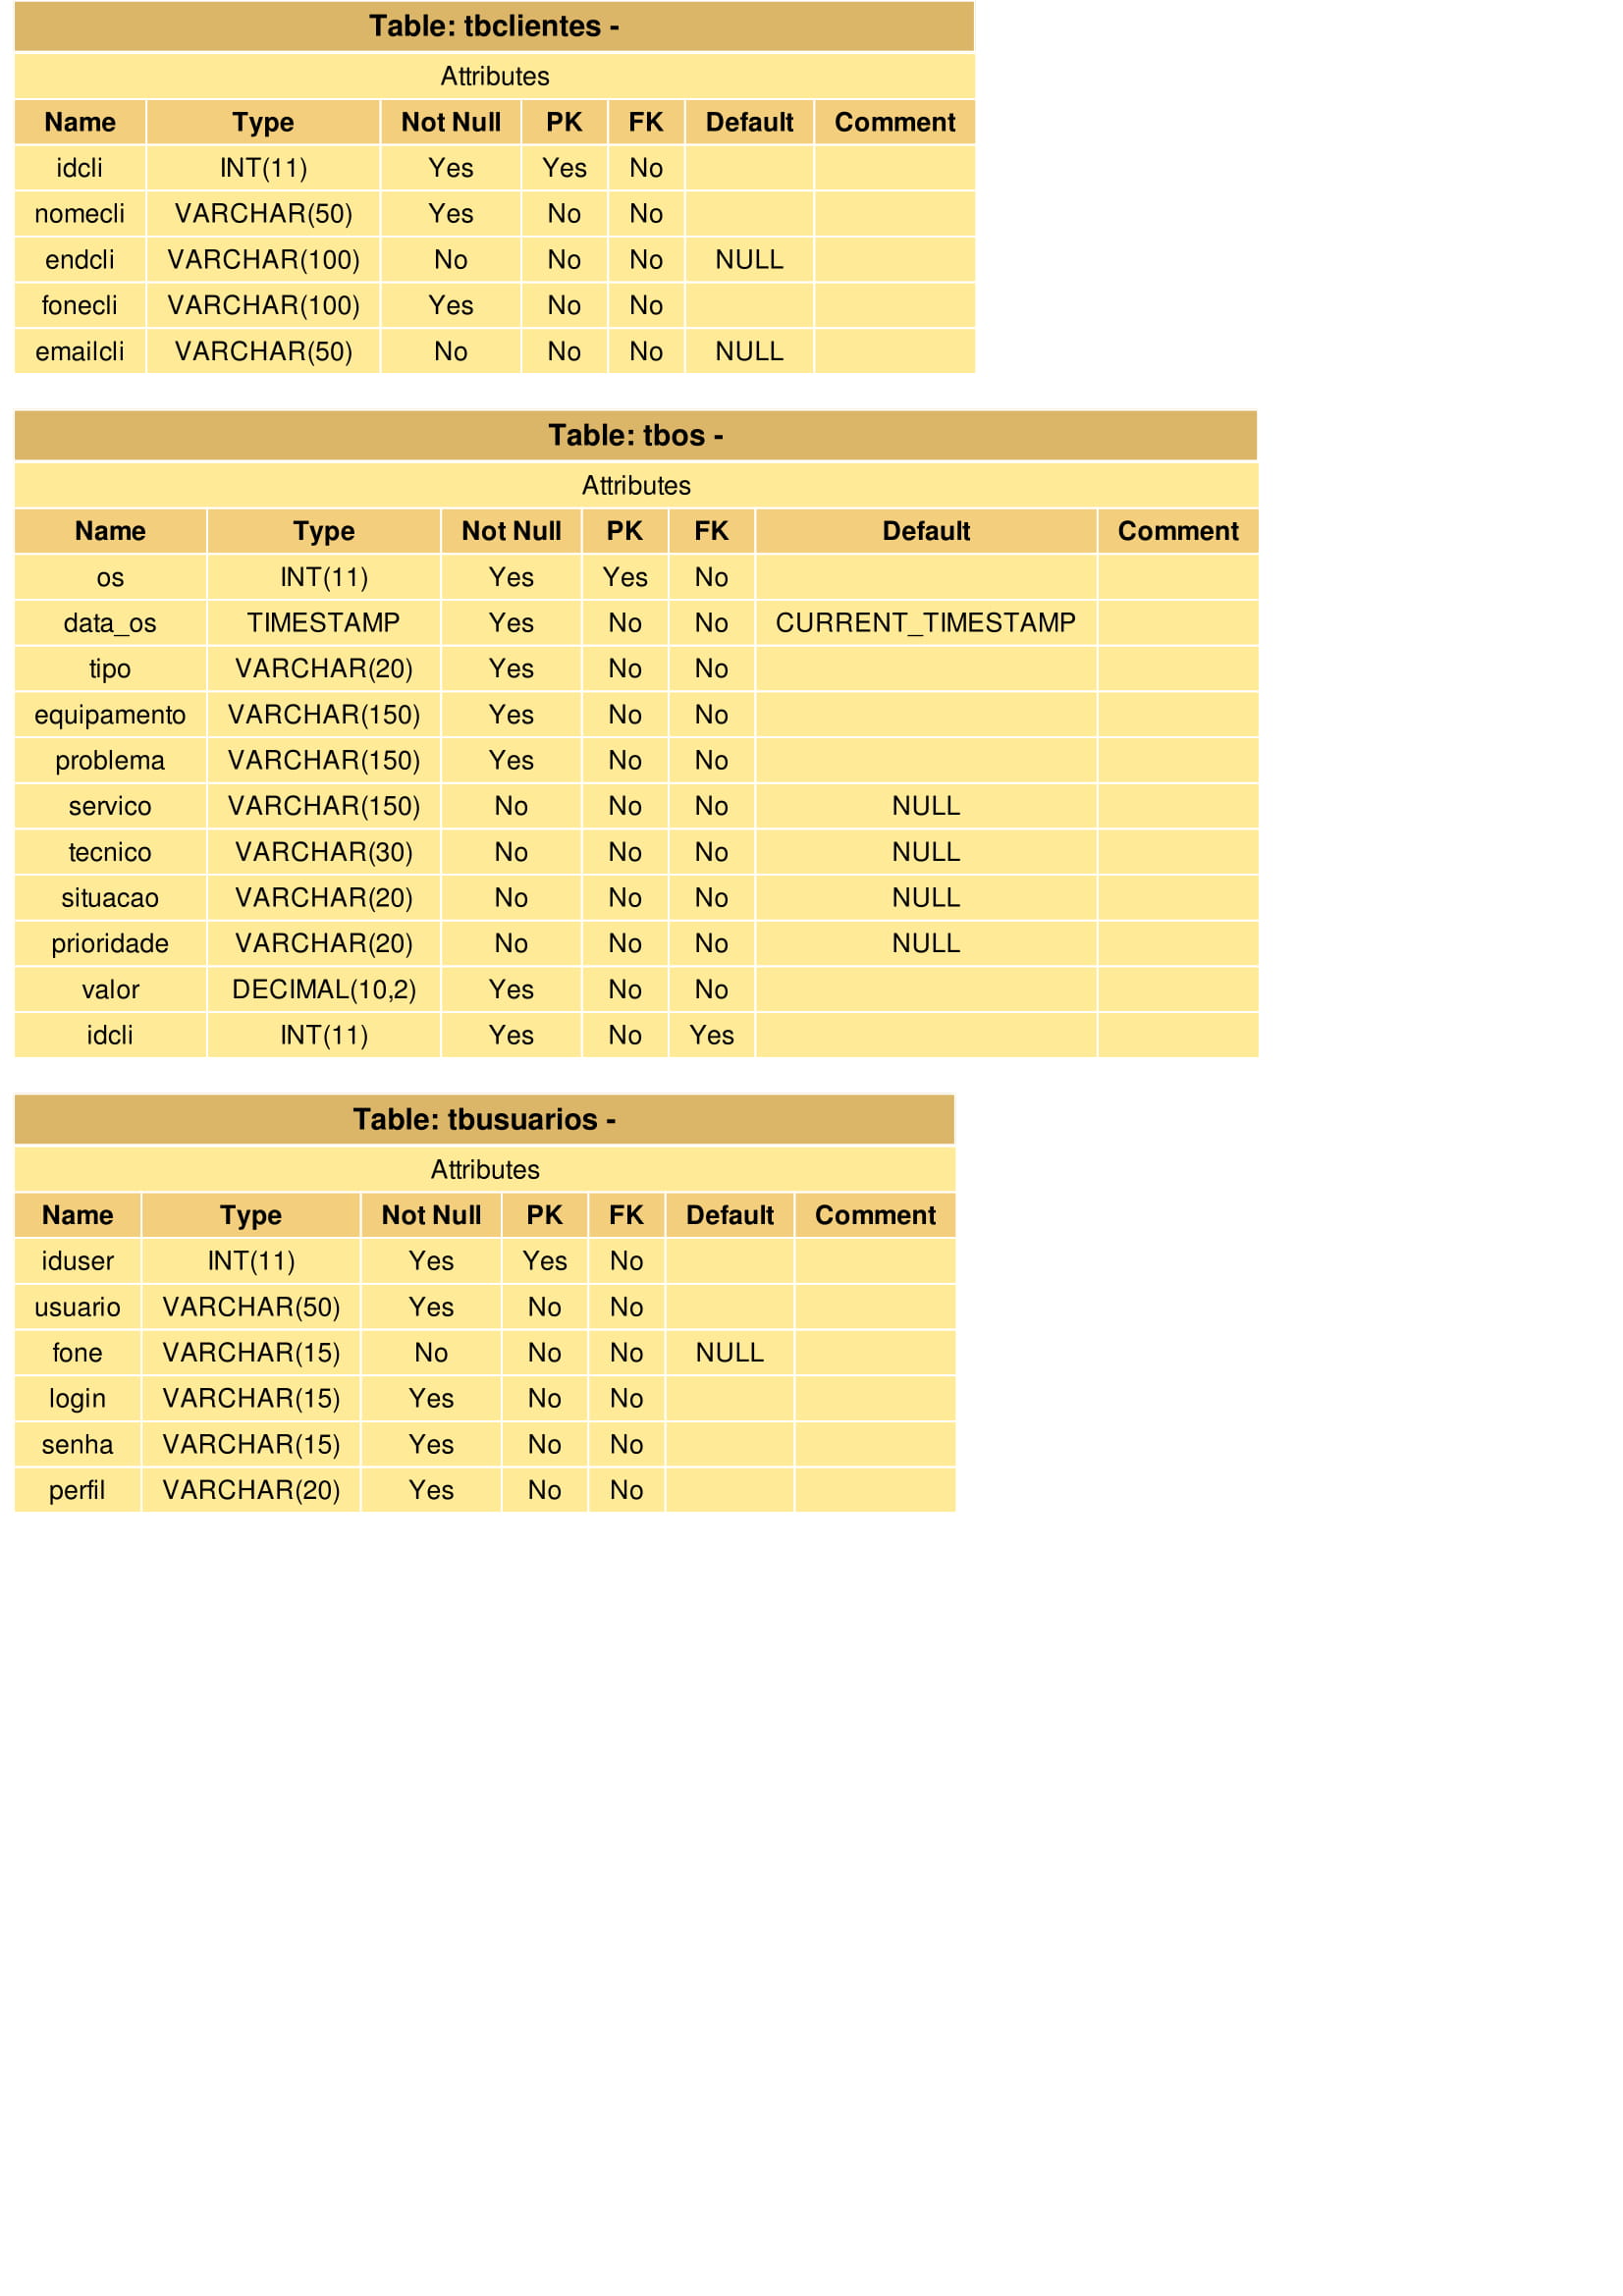 Table: tbclientes -
Attributes
Name Type Not Null PK FK Default Comment
idcli INT(11) Yes Yes No
nomecli VARCHAR(50) Yes No No
endcli VARCHAR(100) No No No NULL
fonecli VARCHAR(100) Yes No No
emailcli VARCHAR(50) No No No NULL
Table: tbos -
Attributes
Name Type Not Null PK FK Default Comment
os INT(11) Yes Yes No
data_os TIMESTAMP Yes No No CURRENT_TIMESTAMP
tipo VARCHAR(20) Yes No No
equipamento VARCHAR(150) Yes No No
problema VARCHAR(150) Yes No No
servico VARCHAR(150) No No No NULL
tecnico VARCHAR(30) No No No NULL
situacao VARCHAR(20) No No No NULL
prioridade VARCHAR(20) No No No NULL
valor DECIMAL(10,2) Yes No No
idcli INT(11) Yes No Yes
Table: tbusuarios -
Attributes
Name Type Not Null PK FK Default Comment
iduser INT(11) Yes Yes No
usuario VARCHAR(50) Yes No No
fone VARCHAR(15) No No No NULL
login VARCHAR(15) Yes No No
senha VARCHAR(15) Yes No No
perfil VARCHAR(20) Yes No No